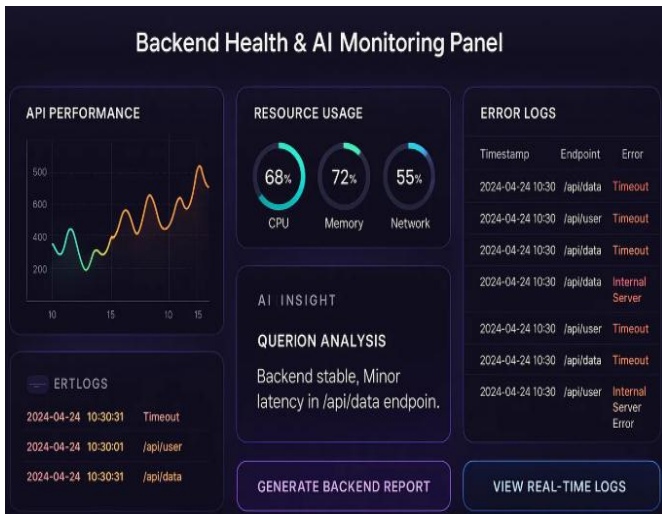 Backend Health & AI Monitoring Panel
API PERFORMANCE
500
600
400
200
10 15 10 15
ERTLOGS
2024-04-24 10:30:31 Timeout
2024-04-24 10:30:01 /api/user
2024-04-24 10:30:31 /api/data
RESOURCE USAGE
68% 72% 55%
CPU Memory Network
AI INSIGHT
QUERION ANALYSIS
Backend stable, Minor
latency in /api/data endpoin.
GENERATE BACKEND REPORT
ERROR LOGS
Timestamp Endpoint Error
2024-04-24 10:30 /api/data Timeout
2024-04-24 10:30 /api/user Timeout
2024-04-24 10:30 /api/data Timeout
2024-04-24 10:30 /api/data Internal
Server
2024-04-24 10:30 /api/user Timeout
2024-04-24 10:30 /api/data Timeout
2024-04-24 10:30 /api/user Internal
Server
Error
VIEW REAL-TIME LOGS